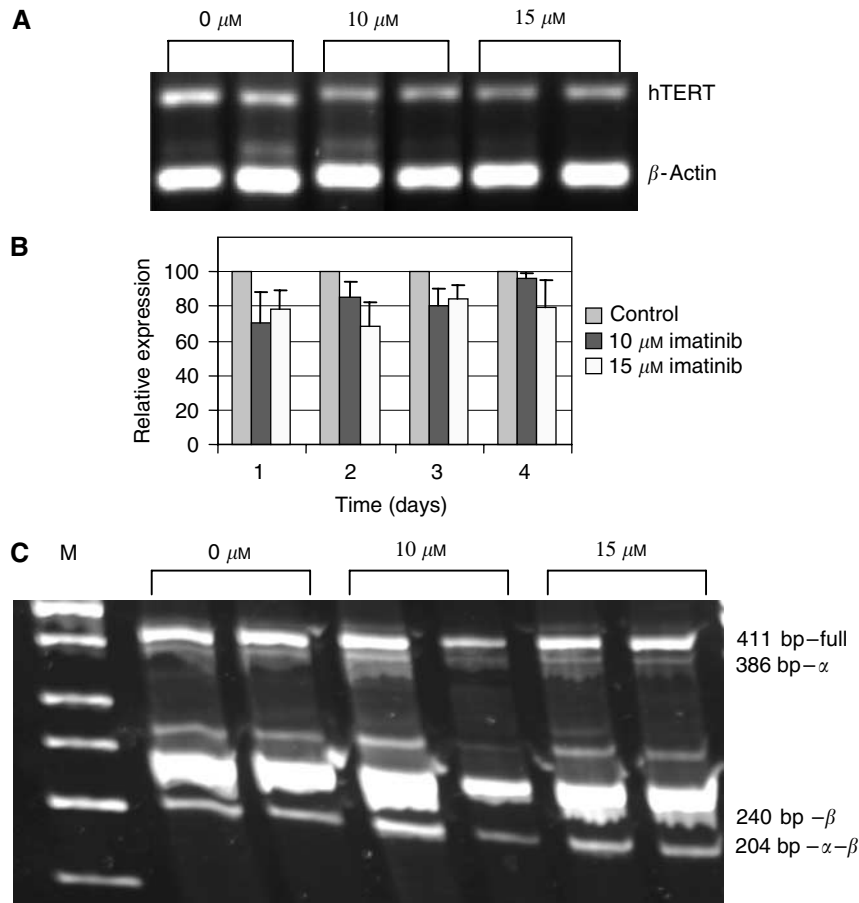 A
0 μM
10 μM
15 μM
hTERT
β-Actin
B
Relative expression
100
80
60
40
20
0
1
2
3
4
Time (days)
Control
10 μM imatinib
15 μM imatinib
C
M
0 μM
10 μM
15 μM
411 bp–full
386 bp–α
240 bp –β
204 bp –α–β